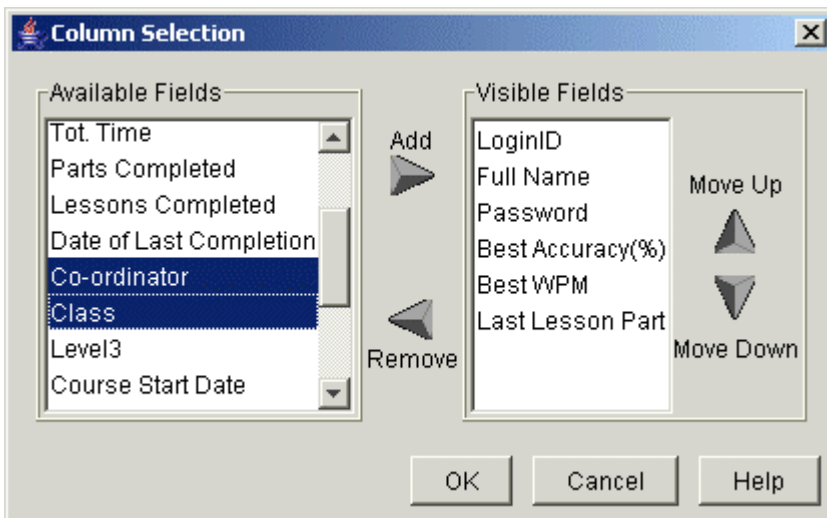 Column Selection
Available Fields
Tot. Time
Parts Completed
Lessons Completed
Date of Last Completion
Co-ordinator
Class
Level3
Course Start Date
Add
Remove
Visible Fields
LoginID
Full Name
Password
Best Accuracy(%)
Best WPM
Last Lesson Part
Move Up
Move Down
OK
Cancel
Help